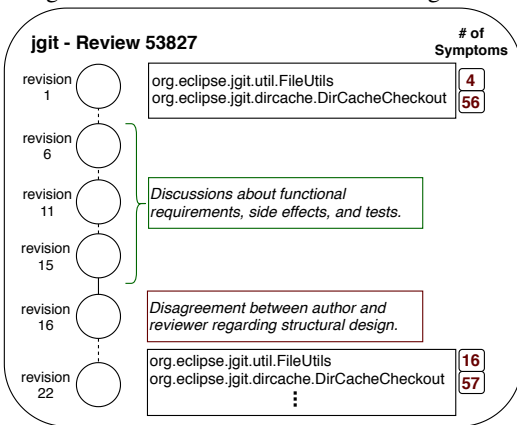 jgit - Review 53827
# of
Symptoms
revision
1
org.eclipse.jgit.util.FileUtils
4
org.eclipse.jgit.dircache.DirCacheCheckout
56
revision
6
revision
11
Discussions about functional
requirements, side effects, and tests.
revision
15
revision
16
Disagreement between author and
reviewer regarding structural design.
revision
22
org.eclipse.jgit.util.FileUtils
16
org.eclipse.jgit.dircache.DirCacheCheckout
57